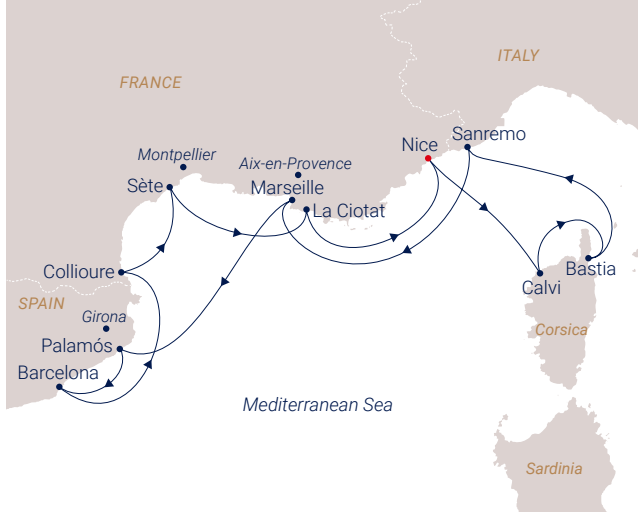 ITALY
FRANCE
Sanremo
Nice
Montpellier
Aix-en-Provence
Sète
Marseille
La Ciotat
Collioure
Bastia
Calvi
SPAIN
Girona
Corsica
Palamós
Barcelona
Mediterranean Sea
Sardinia